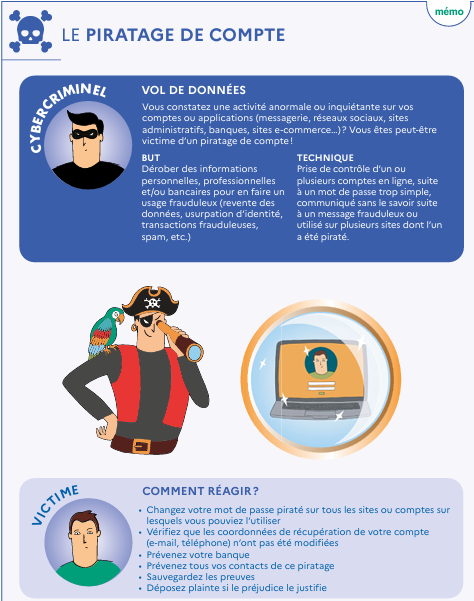 mémo
LE PIRATAGE DE COMPTE
CYBERCRIMINEL
VOL DE DONNÉES
Vous constatez une activité anormale ou inquiétante sur vos
comptes ou applications (messagerie, réseaux sociaux, sites
administratifs, banques, sites e-commerce…) ? Vous êtes peut-être
victime d'un piratage de compte !
BUT
Dérober des informations
personnelles, professionnelles
et/ou bancaires pour en faire un
usage frauduleux (revente des
données, usurpation d'identité,
transactions frauduleuses,
spam, etc.)
TECHNIQUE
Prise de contrôle d'un ou
plusieurs comptes en ligne, suite
à un mot de passe trop simple,
communiqué sans le savoir suite
à un message frauduleux ou
utilisé sur plusieurs sites dont l'un
a été piraté.
VICTIME
COMMENT RÉAGIR ?
• Changez votre mot de passe piraté sur tous les sites ou comptes sur
lesquels vous pouviez l'utiliser
• Vérifiez que les coordonnées de récupération de votre compte
(e-mail, téléphone) n'ont pas été modifiées
• Prévenez votre banque
• Prévenez tous vos contacts de ce piratage
• Sauvegardez les preuves
• Déposez plainte si le préjudice le justifie